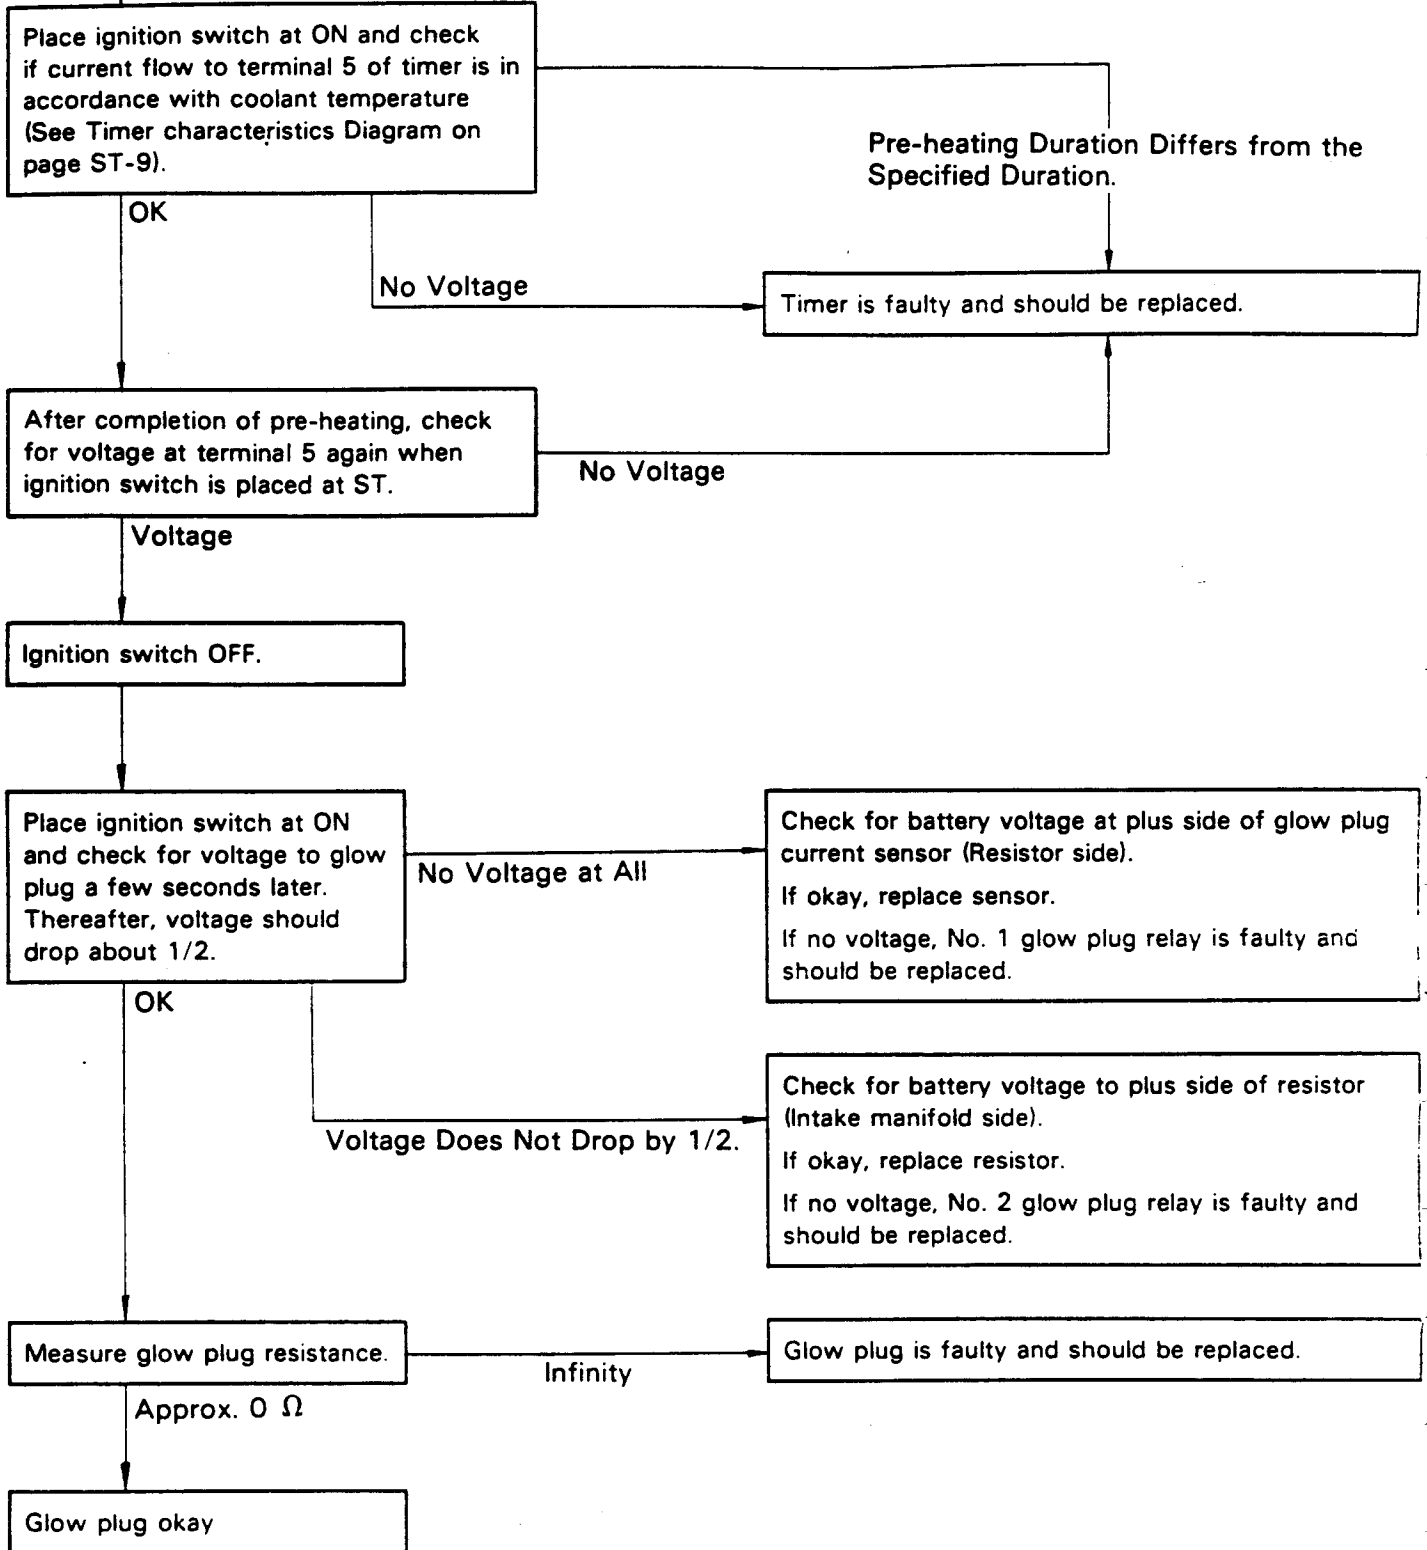 Place ignition switch at ON and check
if current flow to terminal 5 of timer is in
accordance with coolant temperature
(See Timer characteristics Diagram on
page ST-9).
Pre-heating Duration Differs from the
Specified Duration.
OK
No Voltage
Timer is faulty and should be replaced.
After completion of pre-heating, check
for voltage at terminal 5 again when
ignition switch is placed at ST.
No Voltage
Voltage
Ignition switch OFF.
Place ignition switch at ON
and check for voltage to glow
plug a few seconds later.
Thereafter, voltage should
drop about 1/2.
No Voltage at All
Check for battery voltage at plus side of glow plug
current sensor (Resistor side).
If okay, replace sensor.
If no voltage, No. 1 glow plug relay is faulty and
should be replaced.
OK
Voltage Does Not Drop by 1/2.
Check for battery voltage to plus side of resistor
(Intake manifold side).
If okay, replace resistor.
If no voltage, No. 2 glow plug relay is faulty and
should be replaced.
Measure glow plug resistance.
Infinity
Glow plug is faulty and should be replaced.
Approx. 0 Ω
Glow plug okay